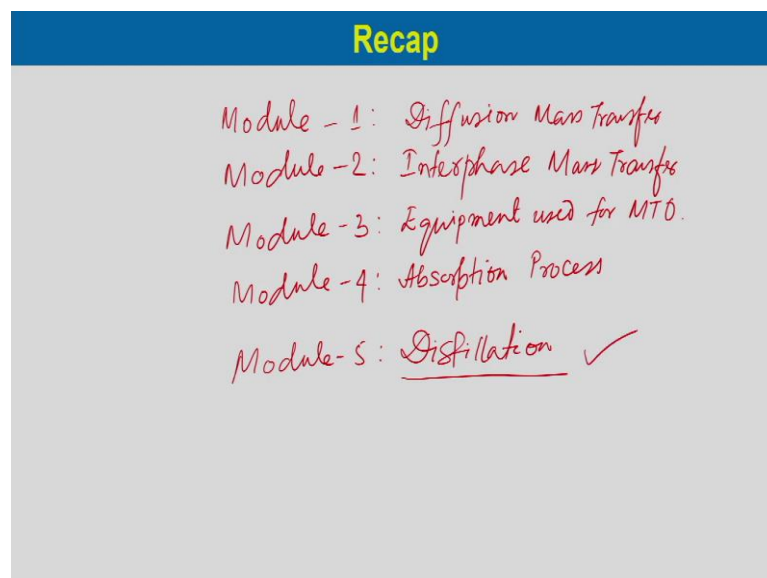 Recap
Module - 1: Diffusion Mass Transfer
Module - 2: Interphase Mass Transfer
Module - 3: Equipment used for MTO.
Module - 4: Absorption Process
Module - 5: Distillation ✓